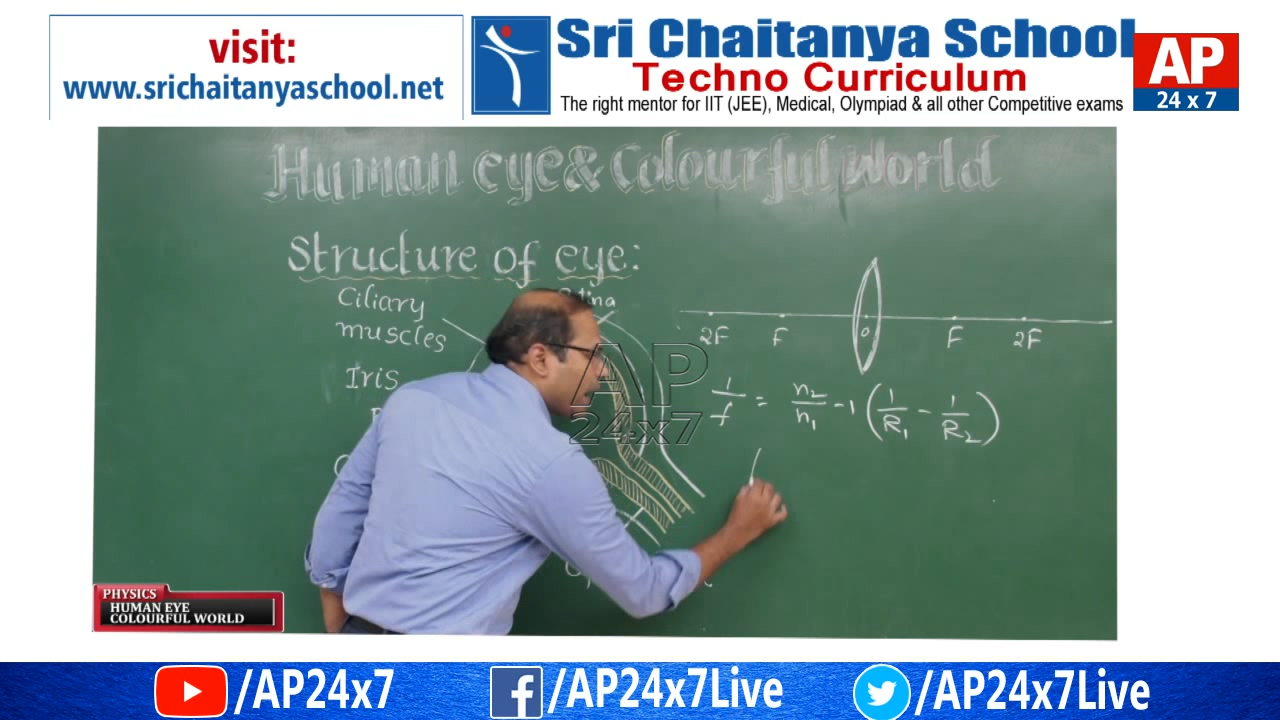 visit:
www.srichaitanyaschool.net
Sri Chaitanya School
Techno Curriculum
The right mentor for IIT (JEE), Medical, Olympiad & all other Competitive exams
AP
24 x 7
Human eye & Colourful World
Structure of eye:
Ciliary
muscles
Iris
2F F O F 2F
1/f = n2/n1 - 1 (1/R1 - 1/R2)
AP
24x7
PHYSICS
HUMAN EYE
COLOURFUL WORLD
/AP24x7
/AP24x7Live
/AP24x7Live